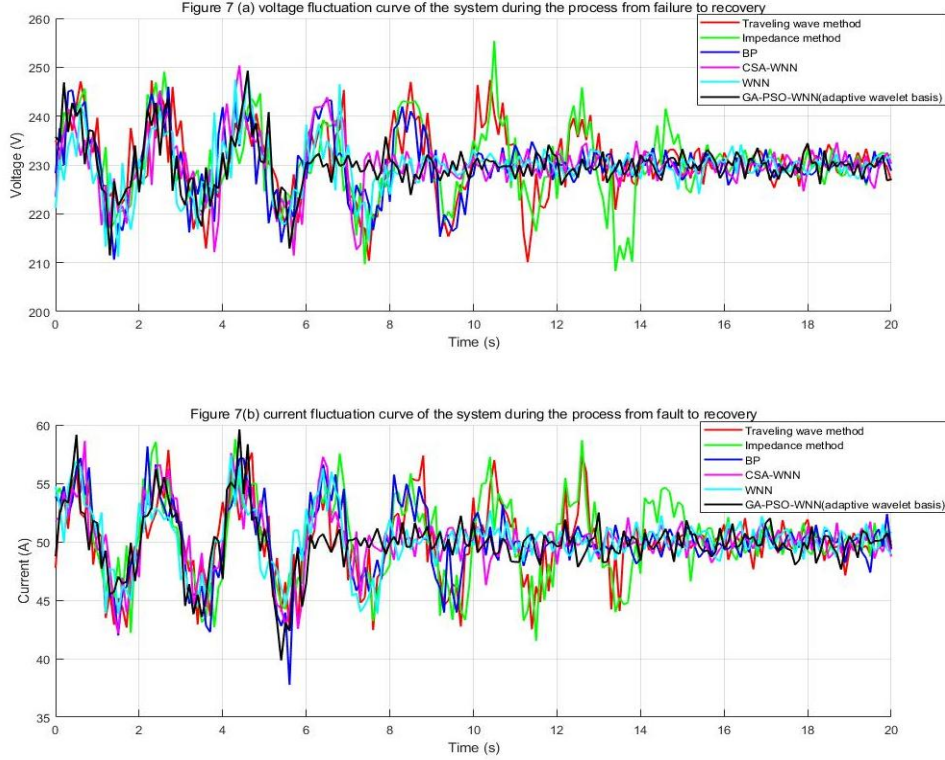 Figure 7 (a) voltage fluctuation curve of the system during the process from failure to recovery
260
250
240
230
220
210
200
Voltage (V)
Traveling wave method
Impedance method
BP
CSA-WNN
WNN
GA-PSO-WNN(adaptive wavelet basis)
0 2 4 6 8 10 12 14 16 18 20
Time (s)
Figure 7(b) current fluctuation curve of the system during the process from fault to recovery
60
55
50
45
40
35
Current (A)
Traveling wave method
Impedance method
BP
CSA-WNN
WNN
GA-PSO-WNN(adaptive wavelet basis)
0 2 4 6 8 10 12 14 16 18 20
Time (s)